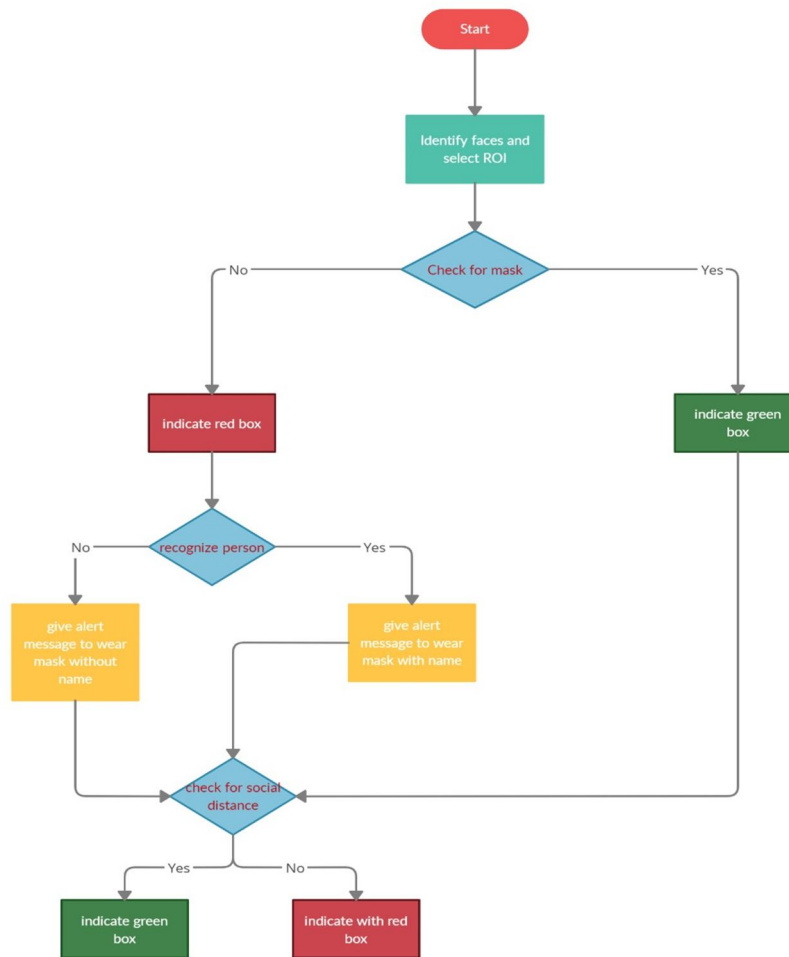 Start
Identify faces and
select ROI
Check for mask
No
Yes
indicate red box
indicate green
box
recognize person
No
Yes
give alert
message to wear
mask without
name
give alert
message to wear
mask with name
check for social
distance
Yes
No
indicate green
box
indicate with red
box